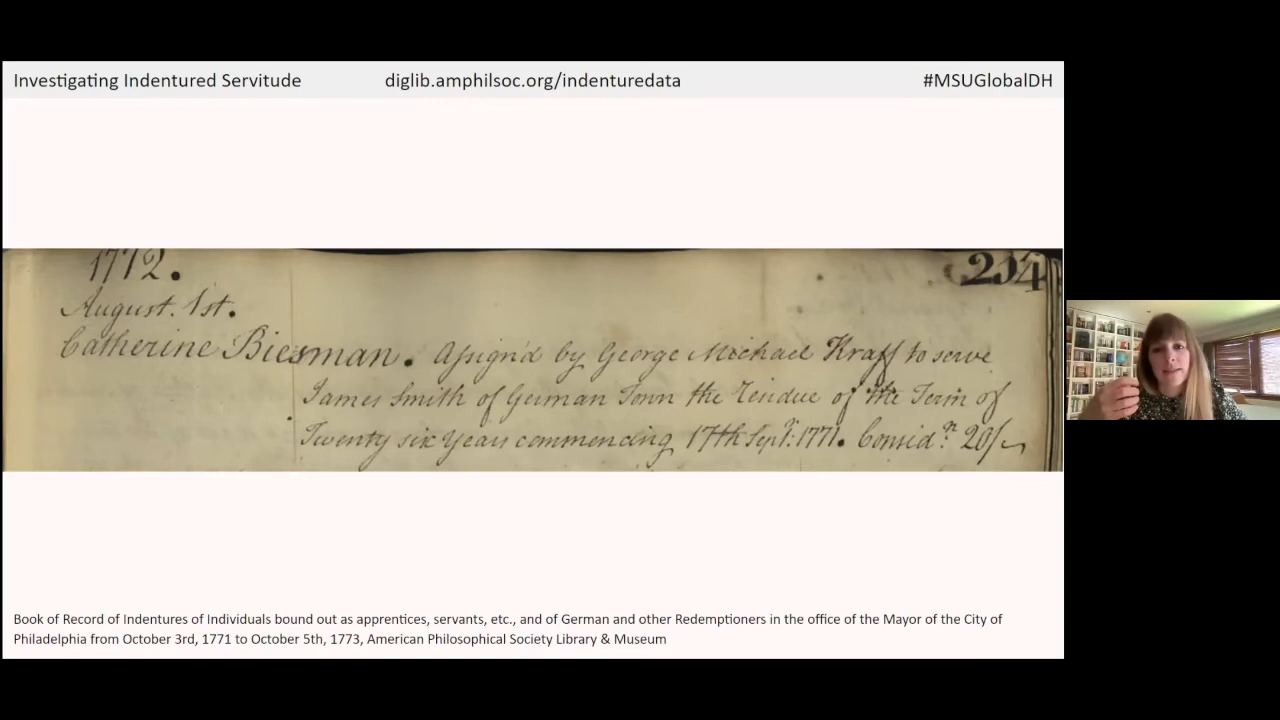 Investigating Indentured Servitude diglib.amphilsoc.org/indenturedata #MSUGlobalDH
1772. 254
August. 1st.
Catherine Biesman. Assign'd by George Michael Kraff to serve
James Smith of German Town the residue of the Term of
Twenty six Years commencing 17th Sepr: 1771. Considn. 20/
Book of Record of Indentures of Individuals bound out as apprentices, servants, etc., and of German and other Redemptioners in the office of the Mayor of the City of
Philadelphia from October 3rd, 1771 to October 5th, 1773, American Philosophical Society Library & Museum